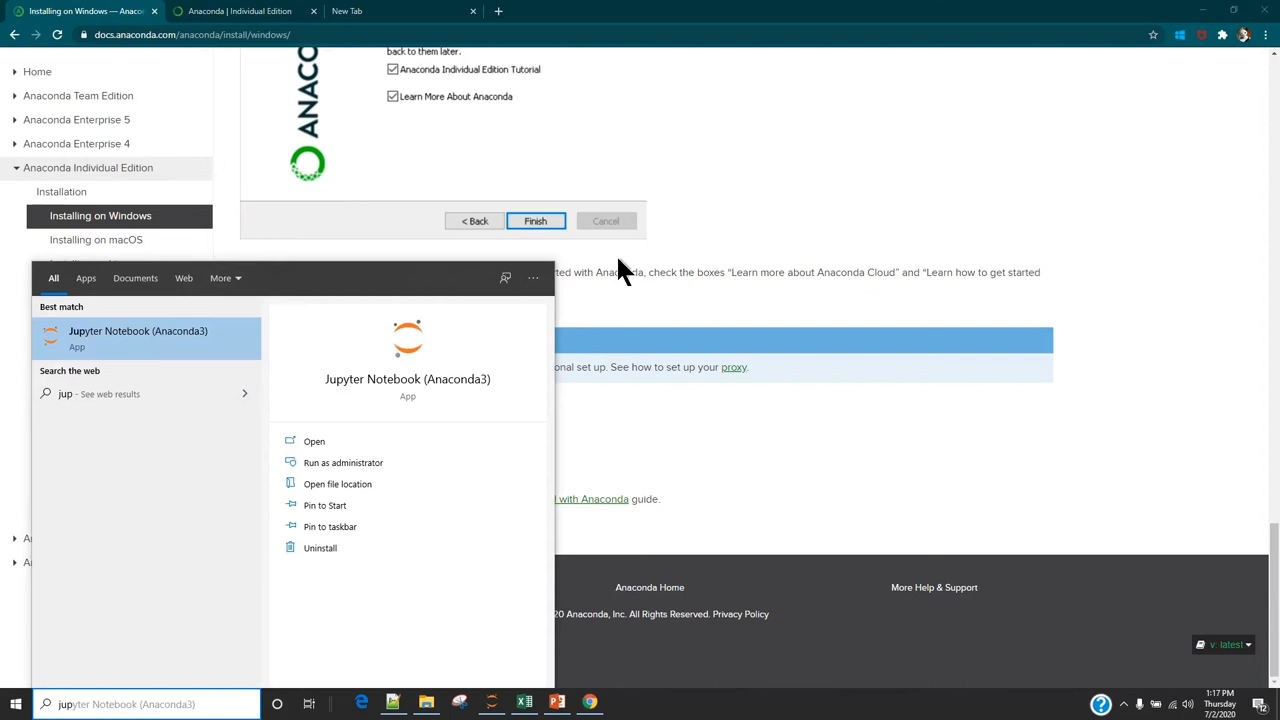 Installing on Windows — Anaco
Anaconda | Individual Edition
New Tab
docs.anaconda.com/anaconda/install/windows/
Home
Anaconda Team Edition
Anaconda Enterprise 5
Anaconda Enterprise 4
Anaconda Individual Edition
Installation
Installing on Windows
Installing on macOS
ANACO
back to them later.
Anaconda Individual Edition Tutorial
Learn More About Anaconda
< Back
Finish
Cancel
rted with Anaconda, check the boxes “Learn more about Anaconda Cloud” and “Learn how to get started
onal set up. See how to set up your proxy.
with Anaconda guide.
Anaconda Home
More Help & Support
20 Anaconda, Inc. All Rights Reserved. Privacy Policy
v: latest
All
Apps
Documents
Web
More
Best match
Jupyter Notebook (Anaconda3)
App
Search the web
jup - See web results
Jupyter Notebook (Anaconda3)
App
Open
Run as administrator
Open file location
Pin to Start
Pin to taskbar
Uninstall
jupyter Notebook (Anaconda3)
1:17 PM
Thursday
7/2/2020